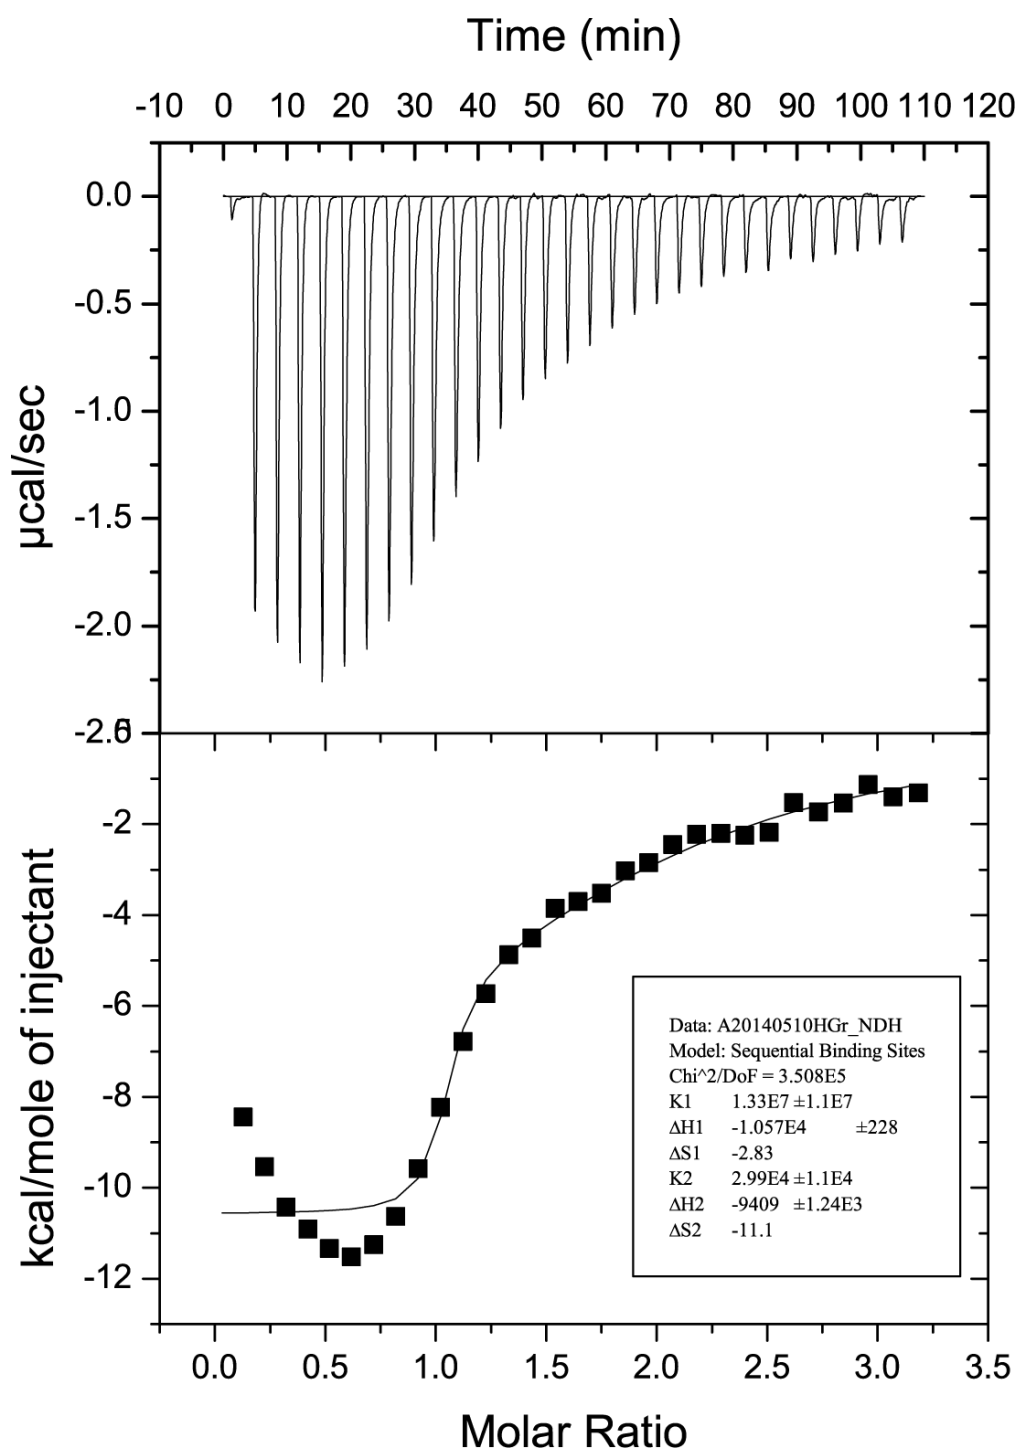 Time (min)
-10 0 10 20 30 40 50 60 70 80 90 100 110 120
0.0
-0.5
-1.0
-1.5
-2.0
µcal/sec
-2
-4
-6
-8
-10
-12
kcal/mole of injectant
Data: A20140510HGr_NDH
Model: Sequential Binding Sites
Chi^2/DoF = 3.508E5
K1 1.33E7 ±1.1E7
ΔH1 -1.057E4 ±228
ΔS1 -2.83
K2 2.99E4 ±1.1E4
ΔH2 -9409 ±1.24E3
ΔS2 -11.1
0.0 0.5 1.0 1.5 2.0 2.5 3.0 3.5
Molar Ratio